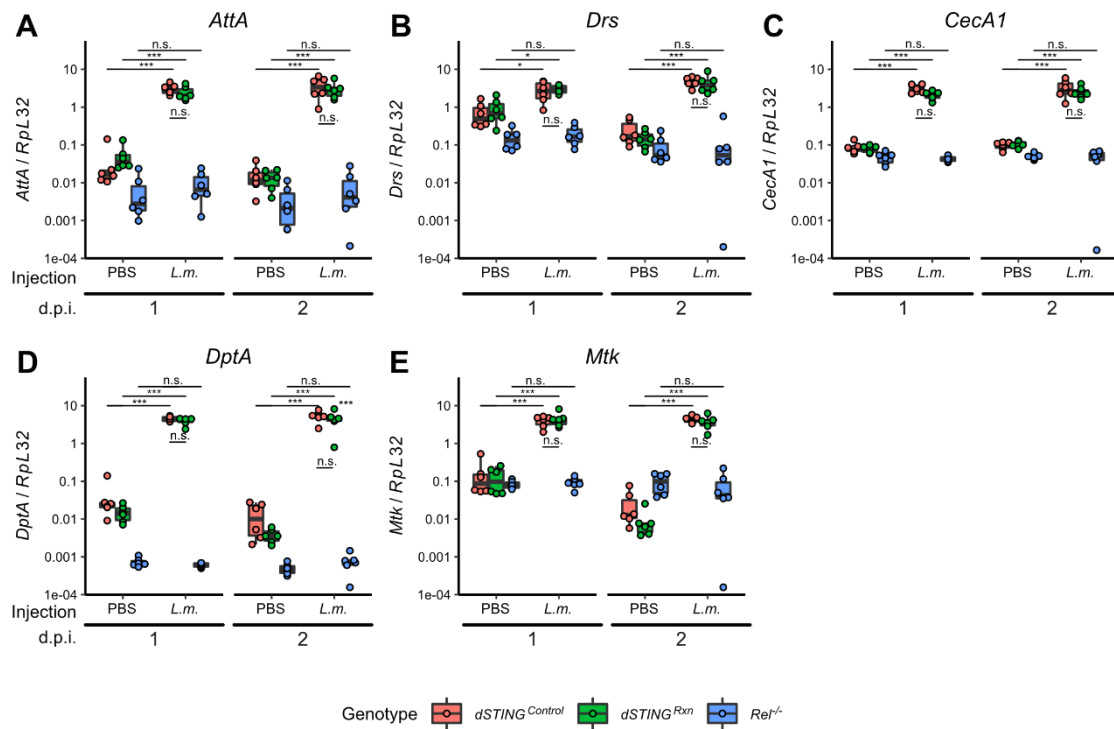 A AttA
n.s.
***
***
n.s.
***
***
10
1
0.1
0.01
0.001
1e-04
AttA / RpL32
n.s.
n.s.
Injection PBS L.m. PBS L.m.
d.p.i. 1 2
B Drs
n.s.
*
*
n.s.
***
***
10
1
0.1
0.01
0.001
1e-04
Drs / RpL32
n.s.
n.s.
PBS L.m. PBS L.m.
1 2
C CecA1
n.s.
***
***
n.s.
***
***
10
1
0.1
0.01
0.001
1e-04
CecA1 / RpL32
n.s.
n.s.
PBS L.m. PBS L.m.
1 2
D DptA
n.s.
***
***
n.s.
***
***
***
10
1
0.1
0.01
0.001
1e-04
DptA / RpL32
n.s.
n.s.
Injection PBS L.m. PBS L.m.
d.p.i. 1 2
E Mtk
n.s.
***
***
n.s.
***
***
10
1
0.1
0.01
0.001
1e-04
Mtk / RpL32
n.s.
n.s.
PBS L.m. PBS L.m.
1 2
Genotype dSTING^Control dSTING^Rxn Rel^-/-